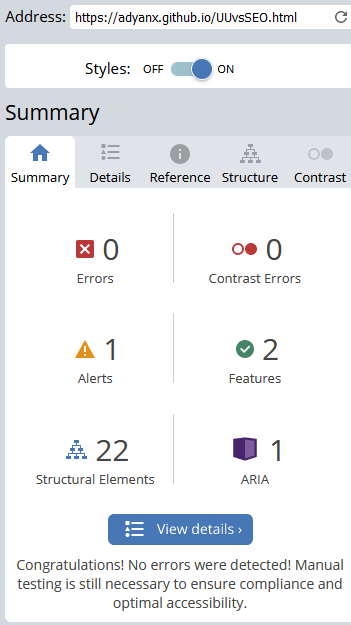 Address: https://adyanx.github.io/UUvsSEO.html
Styles: OFF ON
Summary
Summary Details Reference Structure Contrast
0 0
Errors Contrast Errors
1 2
Alerts Features
22 1
Structural Elements ARIA
View details ›
Congratulations! No errors were detected! Manual
testing is still necessary to ensure compliance and
optimal accessibility.